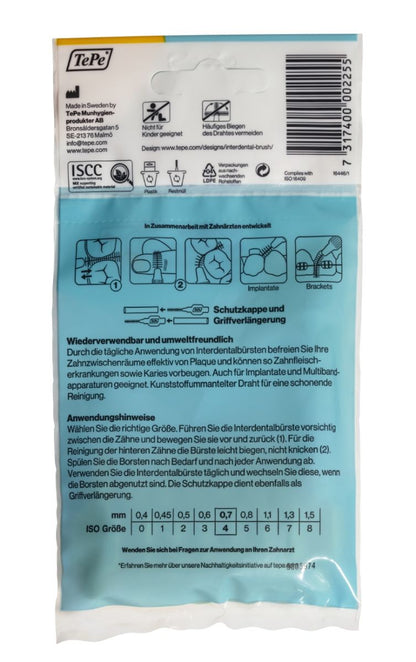 TePe®
Made in Sweden by
TePe Munhygien-
produkter AB
Bronsåldersgatan 5
SE-213 76 Malmö
info@tepe.com
www.tepe.com
Nicht für
Kinder geeignet
Häufiges Biegen
des Drahtes vermeiden
Design: www.tepe.com/designs/interdental-brush/
7 317400 002255
ISCC
Plastik
Restmüll
LDPE
Verpackungen
aus nach-
wachsenden
Rohstoffen
Complies with
ISO 16409
In Zusammenarbeit mit Zahnärzten entwickelt
1
2
Implantate
Brackets
Schutzkappe und
Griffverlängerung
Wiederverwendbar und umweltfreundlich
Durch die tägliche Anwendung von Interdentalbürsten befreien Sie Ihre
Zahnzwischenräume effektiv von Plaque und können so Zahnfleisch-
erkrankungen sowie Karies vorbeugen. Auch für Implantate und Multiband-
apparaturen geeignet. Kunststoffummantelter Draht für eine schonende
Reinigung.
Anwendungshinweise
Wählen Sie die richtige Größe. Führen Sie die Interdentalbürste vorsichtig
zwischen die Zähne und bewegen Sie sie vor und zurück (1). Für die
Reinigung der hinteren Zähne die Bürste leicht biegen, nicht knicken (2).
Spülen Sie die Borsten nach Bedarf und nach jeder Anwendung ab.
Verwenden Sie die Interdentalbürste täglich und wechseln Sie diese, wenn
die Borsten abgenutzt sind. Die Schutzkappe dient ebenfalls als
Griffverlängerung.
mm 0,4 0,45 0,5 0,6 0,7 0,8 1,1 1,3 1,5
ISO Größe 0 1 2 3 4 5 6 7 8
Wenden Sie sich bei Fragen zur Anwendung an Ihren Zahnarzt
*Erfahren Sie mehr über unsere Nachhaltigkeitsinitiative auf tepe